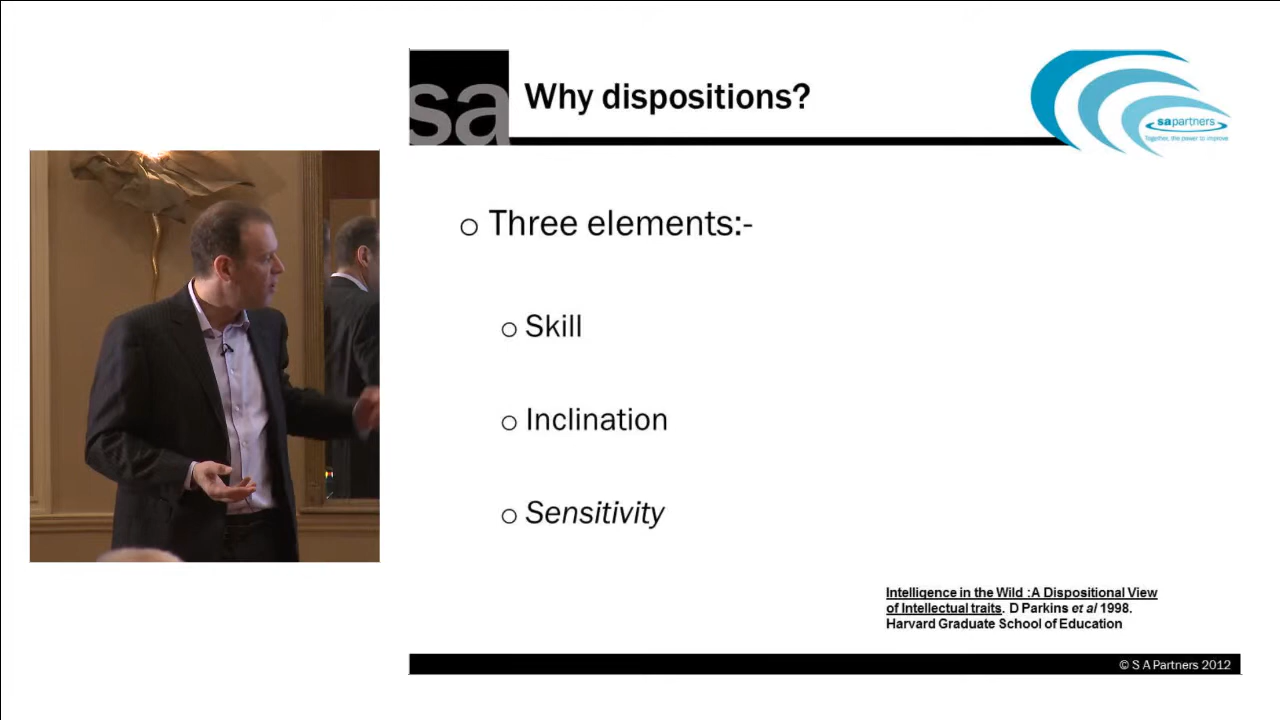 sa
Why dispositions?
sapartners
Together, the power to improve
Three elements:-
Skill
Inclination
Sensitivity
Intelligence in the Wild :A Dispositional View
of Intellectual traits. D Parkins et al 1998.
Harvard Graduate School of Education
© S A Partners 2012